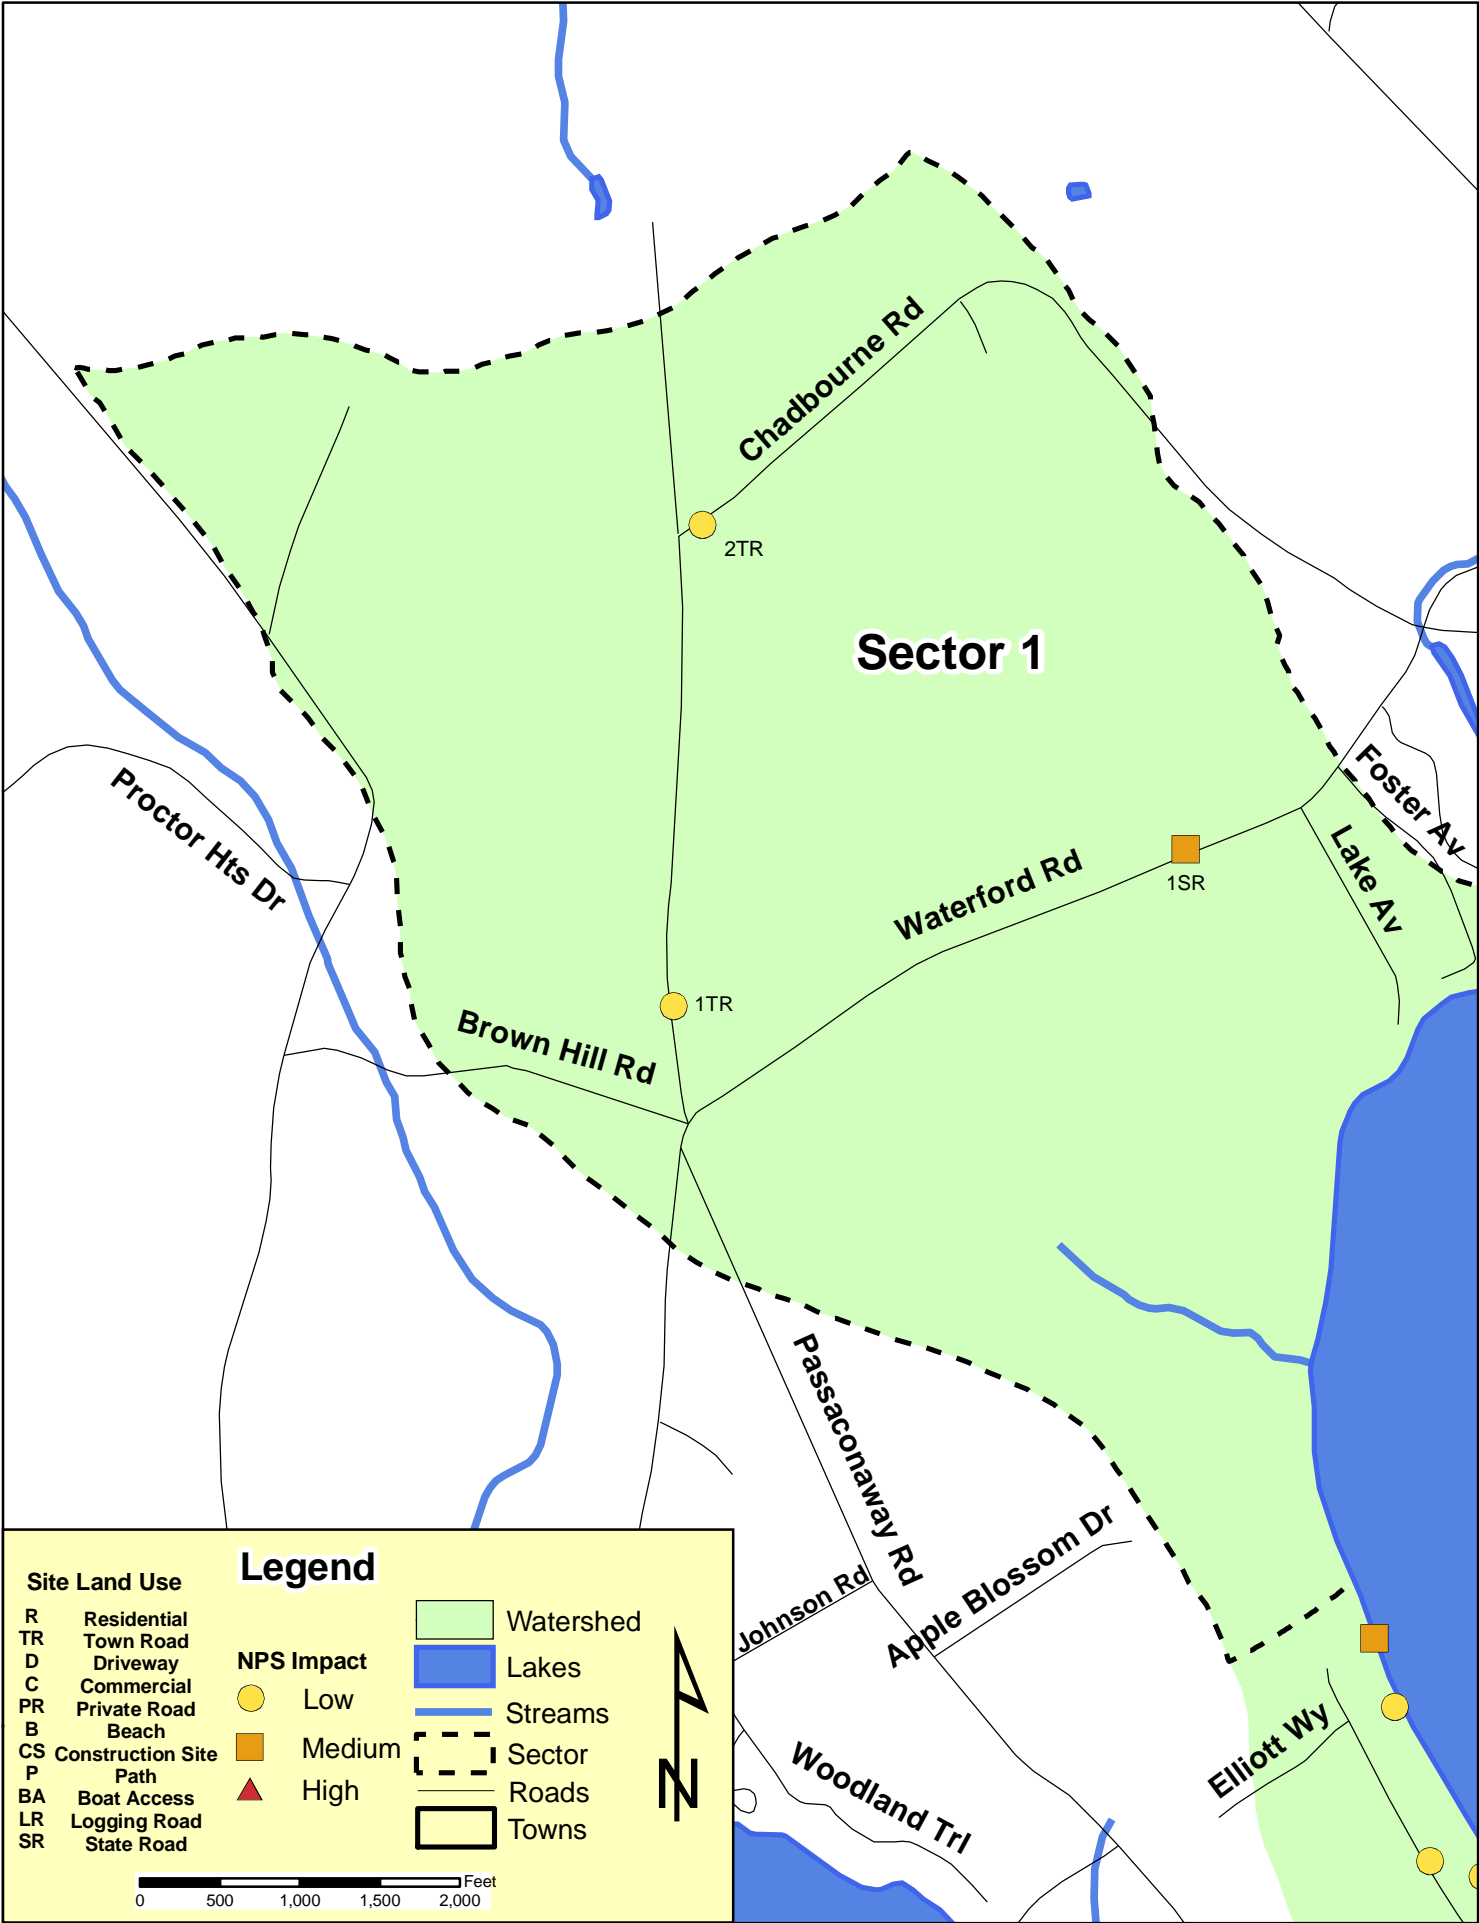 Chadbourne Rd
2TR
Sector 1
Proctor Hts Dr
Foster Av
Lake Av
Waterford Rd
1SR
1TR
Brown Hill Rd
Passaconaway Rd
Johnson Rd
Apple Blossom Dr
Woodland Trl
Elliott Wy
Legend
Site Land Use
R Residential
TR Town Road
D Driveway
C Commercial
PR Private Road
B Beach
CS Construction Site
P Path
BA Boat Access
LR Logging Road
SR State Road
NPS Impact
Low
Medium
High
Watershed
Lakes
Streams
Sector
Roads
Towns
N
Feet
0 500 1,000 1,500 2,000